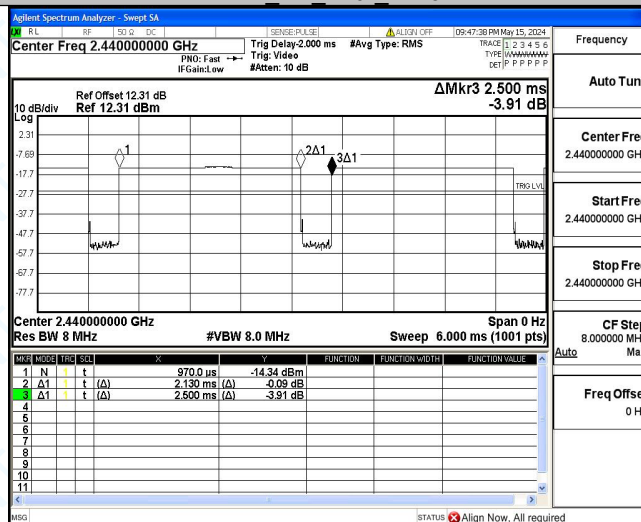 Agilent Spectrum Analyzer - Swept SA
RL RF 50 Ω DC SENSE:PULSE ALIGN OFF 09:47:38 PM May 15, 2024
Center Freq 2.440000000 GHz
PNO: Fast
IFGain:Low
Trig Delay-2.000 ms
Trig: Video
#Atten: 10 dB
#Avg Type: RMS
TRACE 1 2 3 4 5 6
TYPE WWWWWW
DET P P P P P P
Ref Offset 12.31 dB
Ref 12.31 dBm
10 dB/div
Log
ΔMkr3 2.500 ms
-3.91 dB
2.31
-7.69
-17.7
-27.7
-37.7
-47.7
-57.7
-67.7
-77.7
1
2Δ1
3Δ1
TRIG LVL
Center 2.440000000 GHz
Span 0 Hz
Res BW 8 MHz
#VBW 8.0 MHz
Sweep 6.000 ms (1001 pts)
MKR MODE TRC SCL X Y FUNCTION FUNCTION WIDTH FUNCTION VALUE
1 N 1 t 970.0 µs -14.34 dBm
2 Δ1 1 t (Δ) 2.130 ms (Δ) -0.09 dB
3 Δ1 1 t (Δ) 2.500 ms (Δ) -3.91 dB
4
5
6
7
8
9
10
11
MSG
STATUS Align Now, All required
Frequency
Auto Tun
Center Fre
2.440000000 GH
Start Fre
2.440000000 GH
Stop Fre
2.440000000 GH
CF Step
8.000000 MH
Auto Ma
Freq Offse
0 H